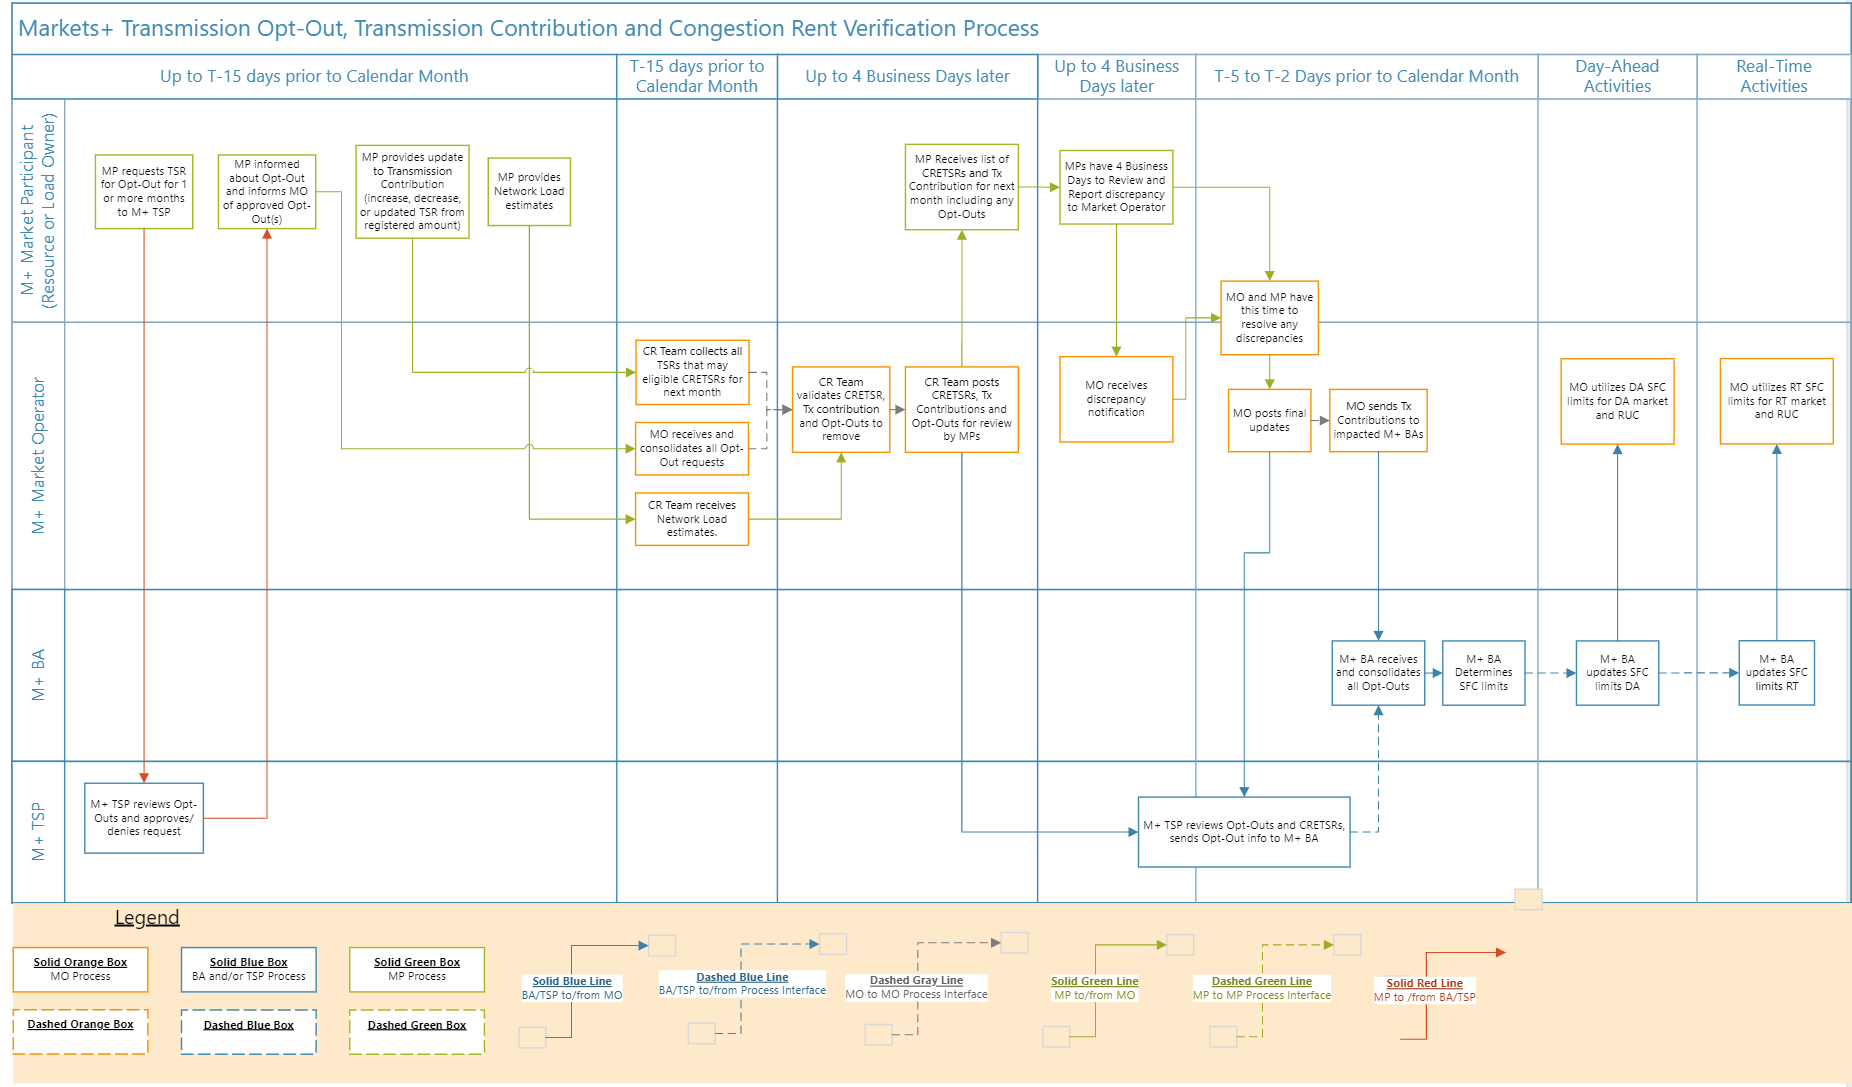 Markets+ Transmission Opt-Out, Transmission Contribution and Congestion Rent Verification Process
Up to T-15 days prior to Calendar Month
T-15 days prior to
Calendar Month
Up to 4 Business Days later
Up to 4 Business
Days later
T-5 to T-2 Days prior to Calendar Month
Day-Ahead
Activities
Real-Time
Activities
M+ Market Participant
(Resource or Load Owner)
MP requests TSR
for Opt-Out for 1
or more months
to M+ TSP
MP informed
about Opt-Out
and informs MO
of approved Opt-
Out(s)
MP provides update
to Transmission
Contribution
(increase, decrease,
or updated TSR from
registered amount)
MP provides
Network Load
estimates
MP Receives list of
CRETSRs and Tx
Contribution for next
month including any
Opt-Outs
MPs have 4 Business
Days to Review and
Report discrepancy
to Market Operator
MO and MP have
this time to
resolve any
discrepancies
M+ Market Operator
CR Team collects all
TSRs that may
eligible CRETSRs for
next month
MO receives and
consolidates all Opt-
Out requests
CR Team receives
Network Load
estimates.
CR Team
validates CRETSR,
Tx contribution
and Opt-Outs to
remove
CR Team posts
CRETSRs, Tx
Contributions and
Opt-Outs for review
by MPs
MO receives
discrepancy
notification
MO posts final
updates
MO sends Tx
Contributions to
impacted M+ BAs
MO utilizes DA SFC
limits for DA market
and RUC
MO utilizes RT SFC
limits for RT market
and RUC
M+ BA
M+ BA receives
and consolidates
all Opt-Outs
M+ BA
Determines
SFC limits
M+ BA
updates SFC
limits DA
M+ BA
updates SFC
limits RT
M+ TSP
M+ TSP reviews Opt-
Outs and approves/
denies request
M+ TSP reviews Opt-Outs and CRETSRs,
sends Opt-Out info to M+ BA
Legend
Solid Orange Box
MO Process
Solid Blue Box
BA and/or TSP Process
Solid Green Box
MP Process
Dashed Orange Box
Dashed Blue Box
Dashed Green Box
Solid Blue Line
BA/TSP to/from MO
Dashed Blue Line
BA/TSP to/from Process Interface
Dashed Gray Line
MO to MO Process Interface
Solid Green Line
MP to/from MO
Dashed Green Line
MP to MP Process Interface
Solid Red Line
MP to /from BA/TSP